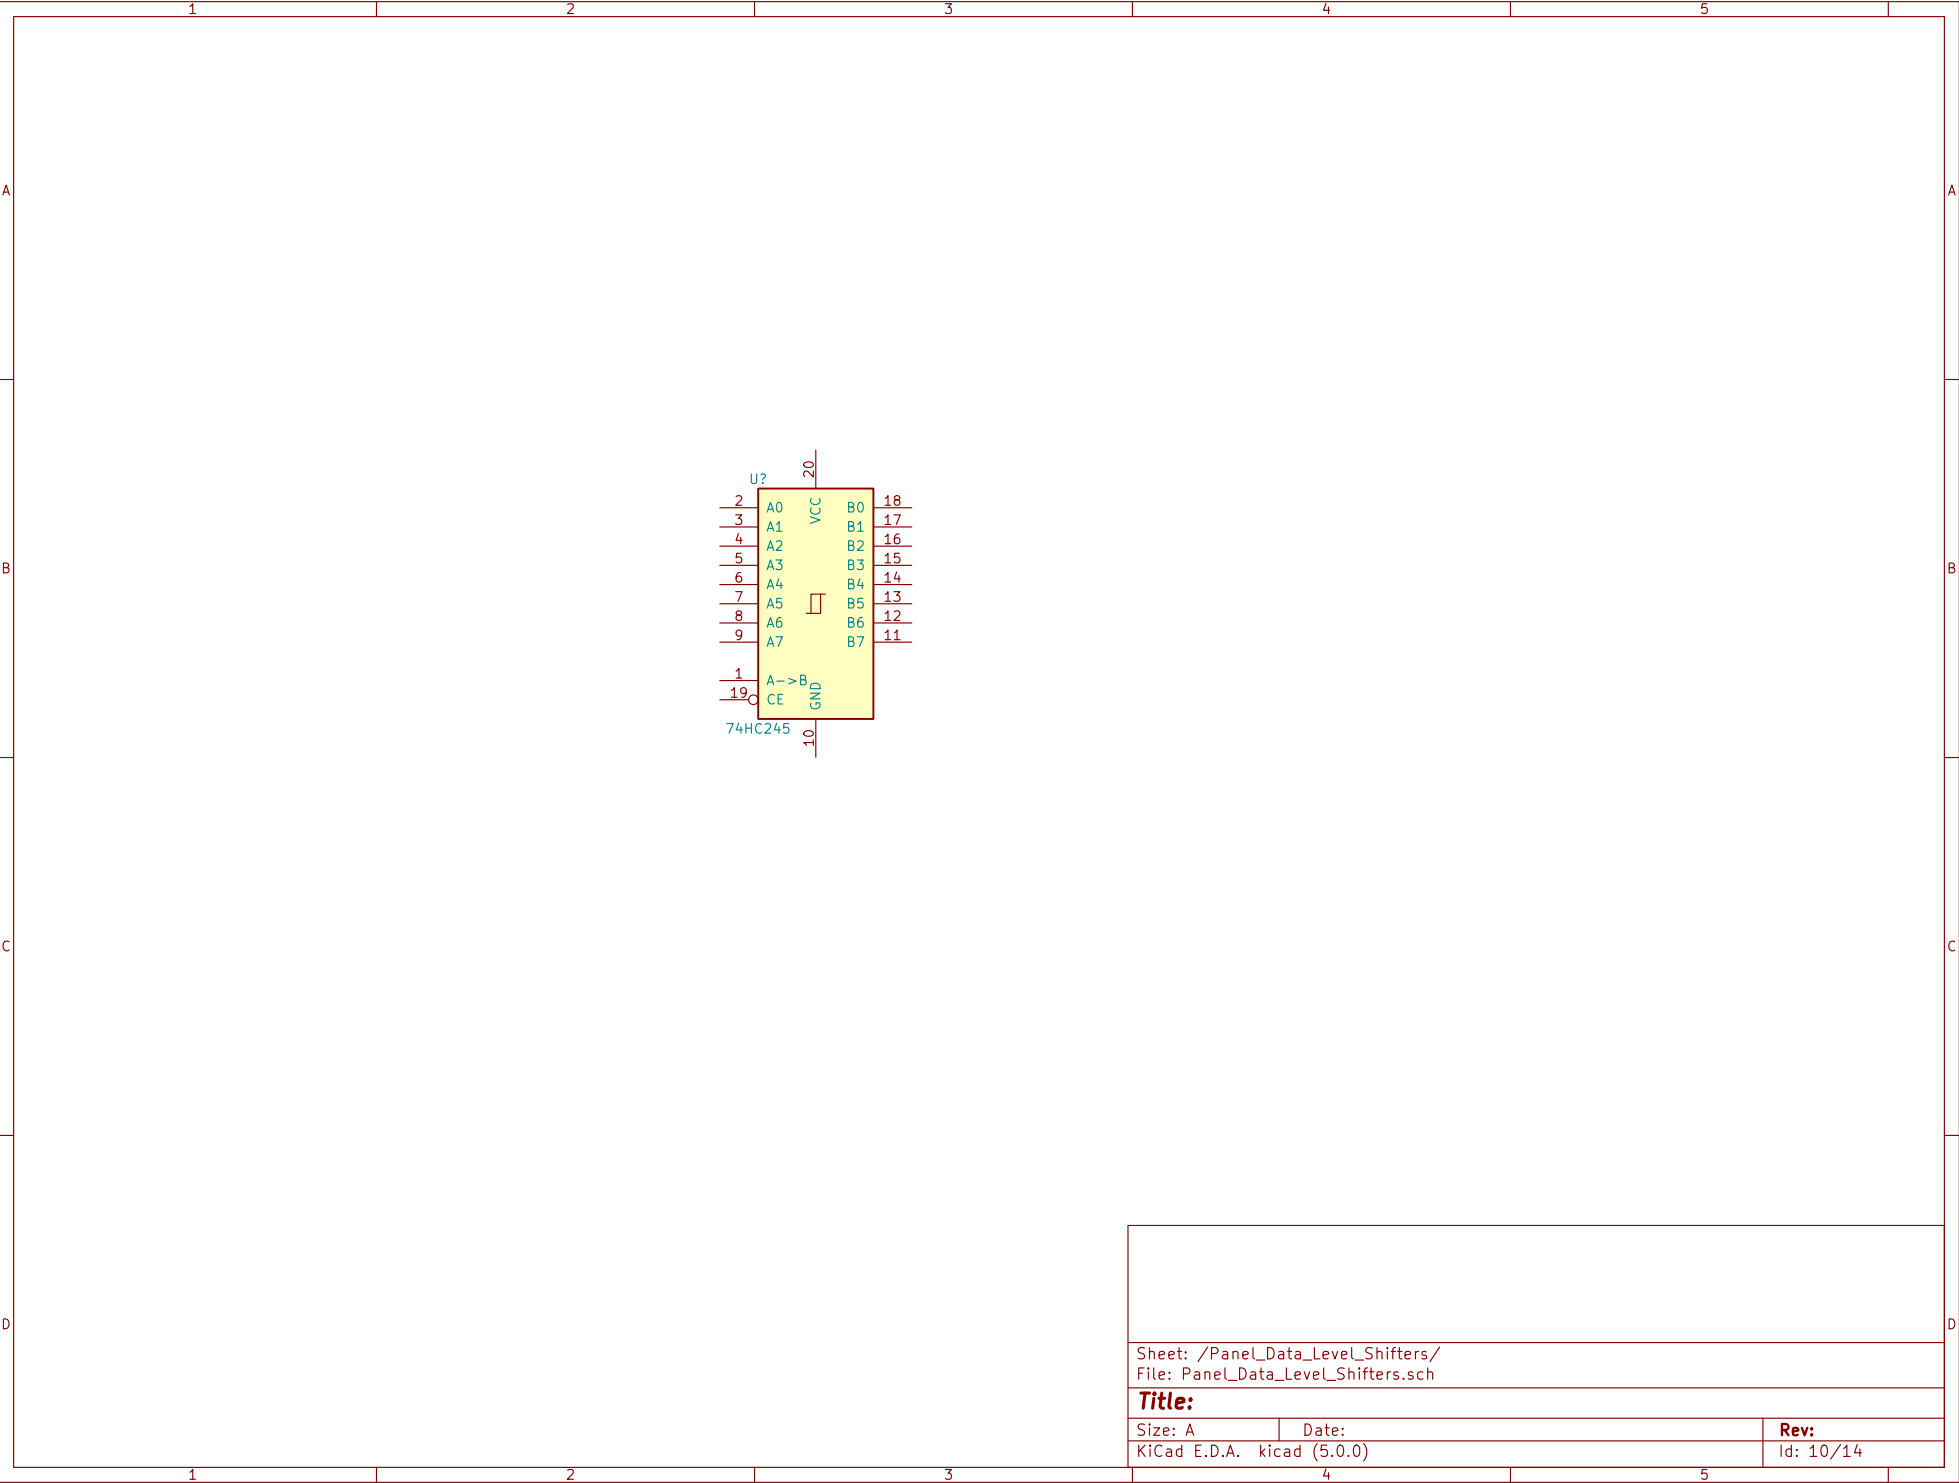 1 2 3 4 5
A A
B B
C C
D D
U?
20
VCC
2 A0 B0 18
3 A1 B1 17
4 A2 B2 16
5 A3 B3 15
6 A4 B4 14
7 A5 B5 13
8 A6 B6 12
9 A7 B7 11
1 A->B
19 CE
GND
74HC245
10
Sheet: /Panel_Data_Level_Shifters/
File: Panel_Data_Level_Shifters.sch
Title:
Size: A Date: Rev:
KiCad E.D.A. kicad (5.0.0) Id: 10/14
1 2 3 4 5